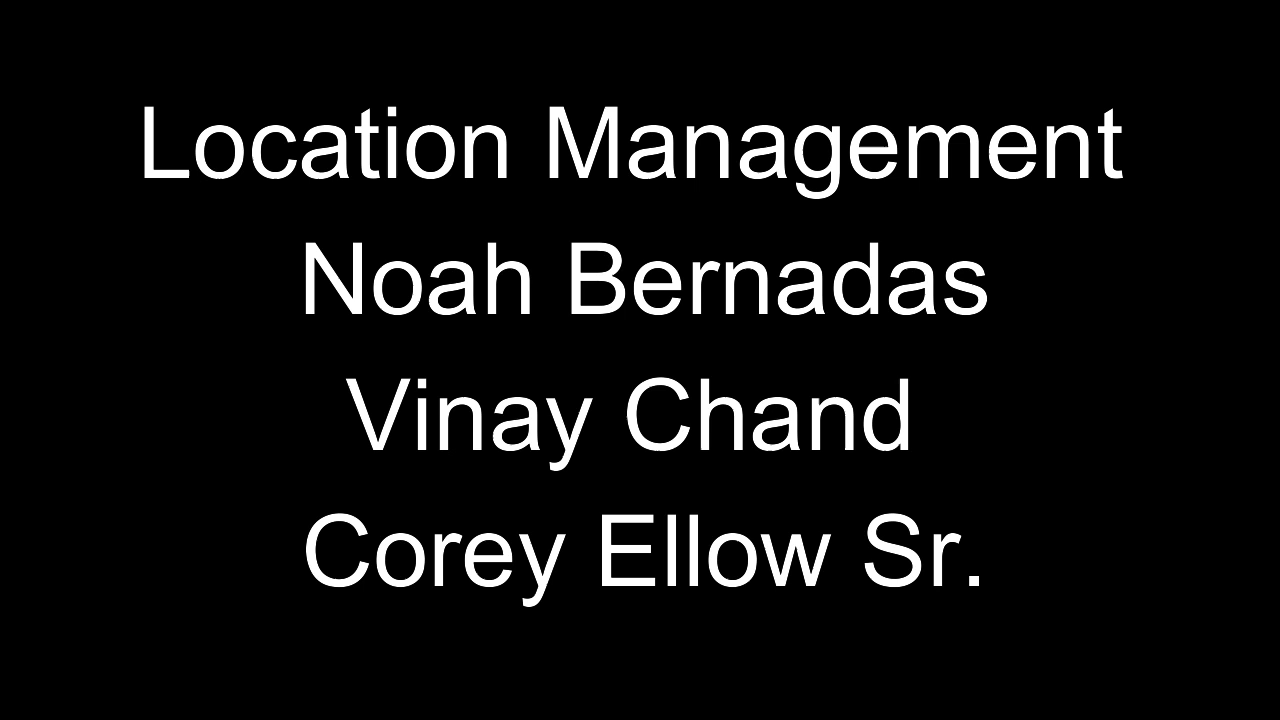 Location Management
Noah Bernadas
Vinay Chand
Corey Ellow Sr.